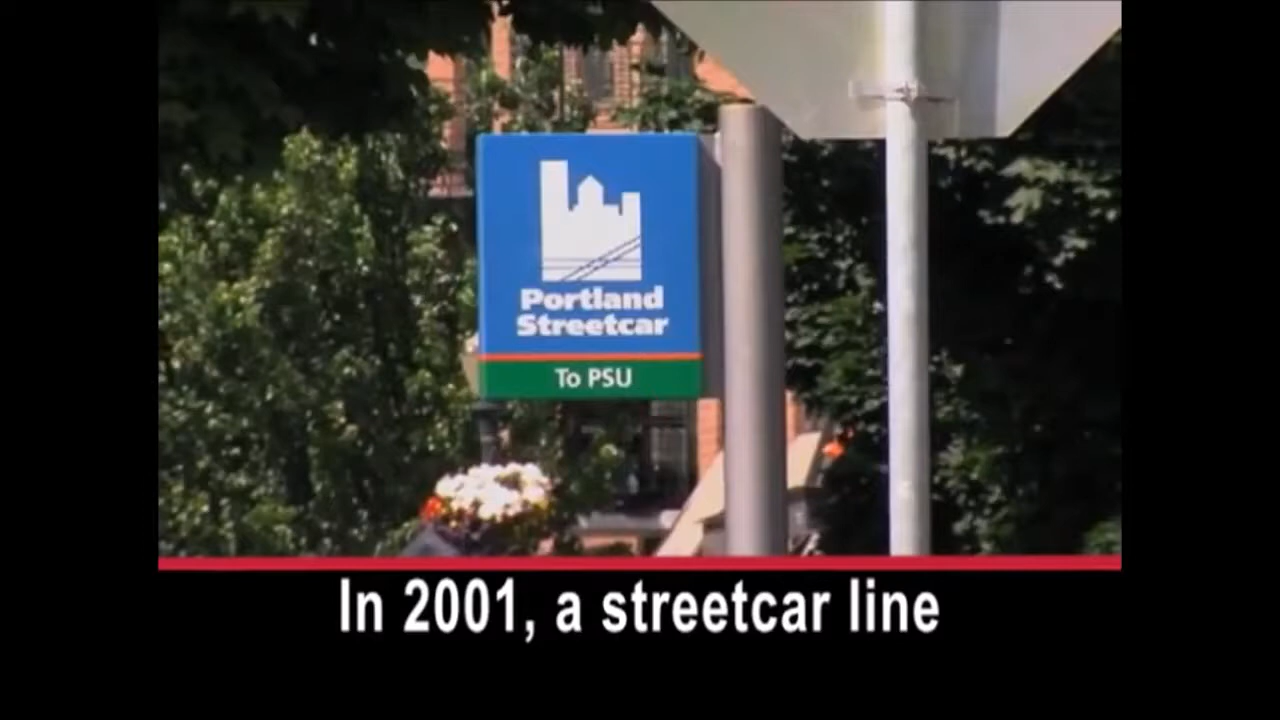 Portland
Streetcar
To PSU
In 2001, a streetcar line